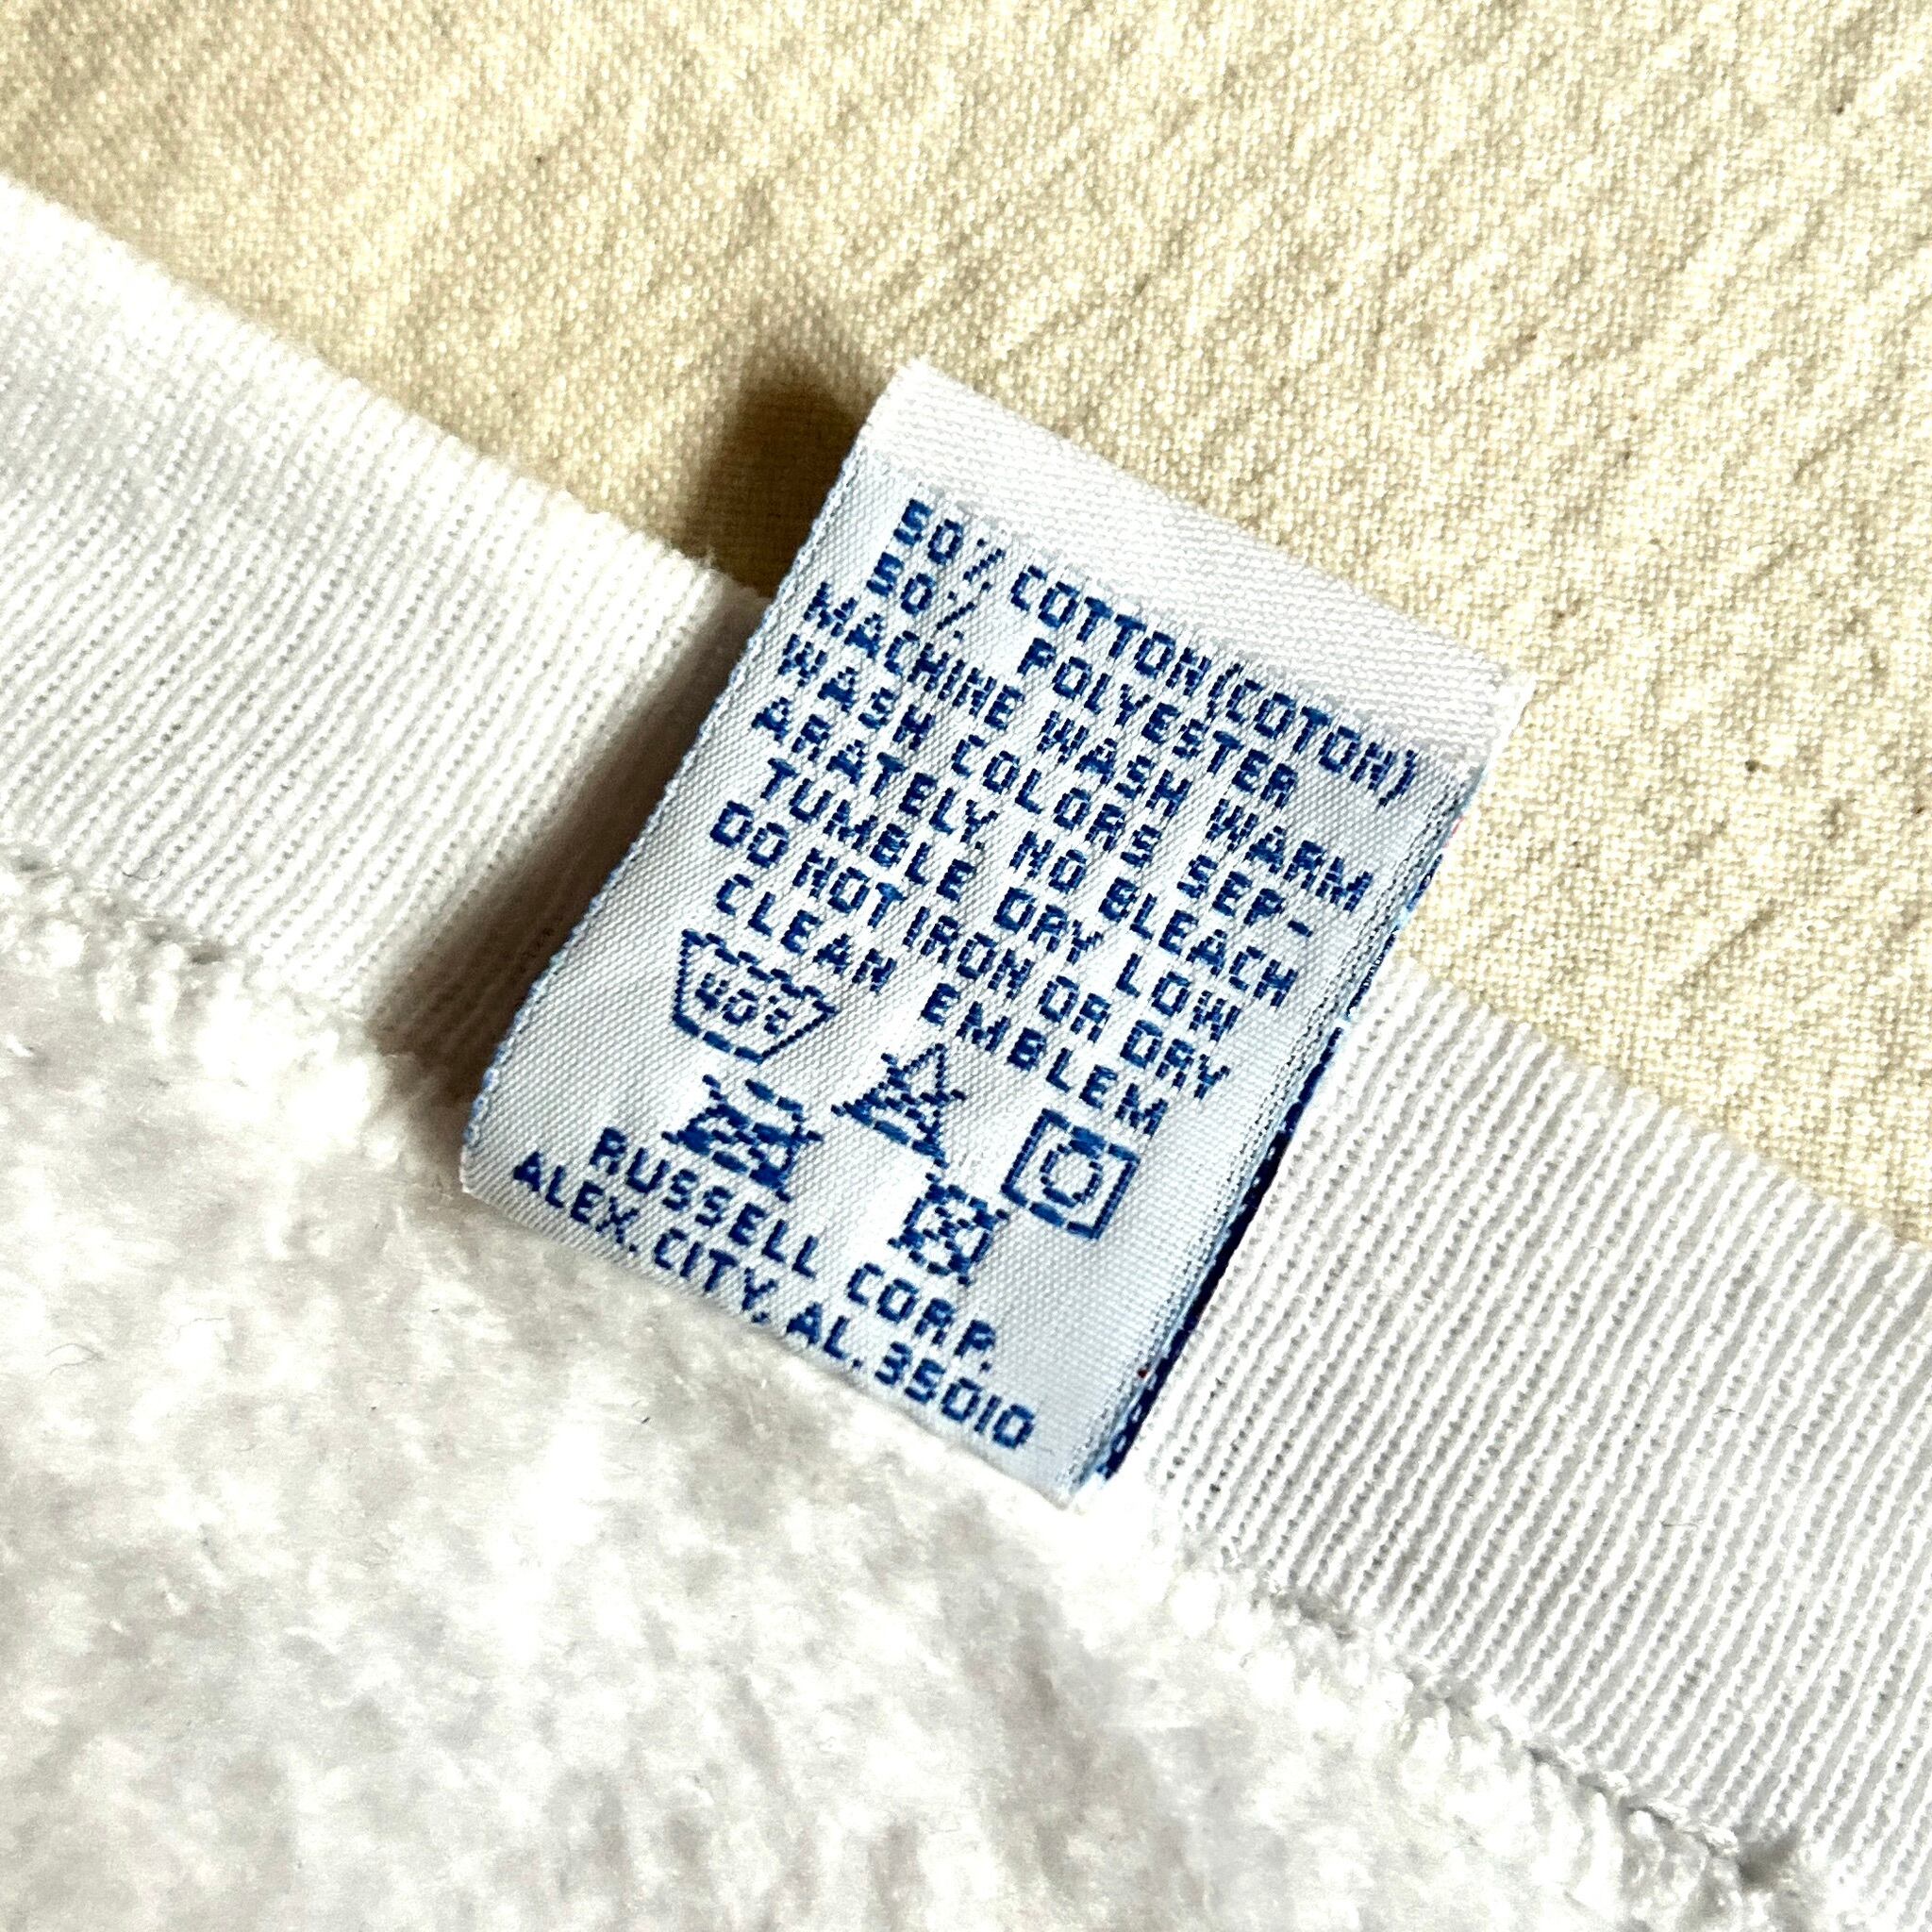 50% COTTON(COTON)
50% POLYESTER
MACHINE WASH WARM
WASH COLORS SEP-
ARATELY. NO BLEACH
TUMBLE DRY LOW
DO NOT IRON OR DRY
CLEAN EMBLEM
40°c
RUSSELL CORP.
ALEX. CITY, AL. 35010